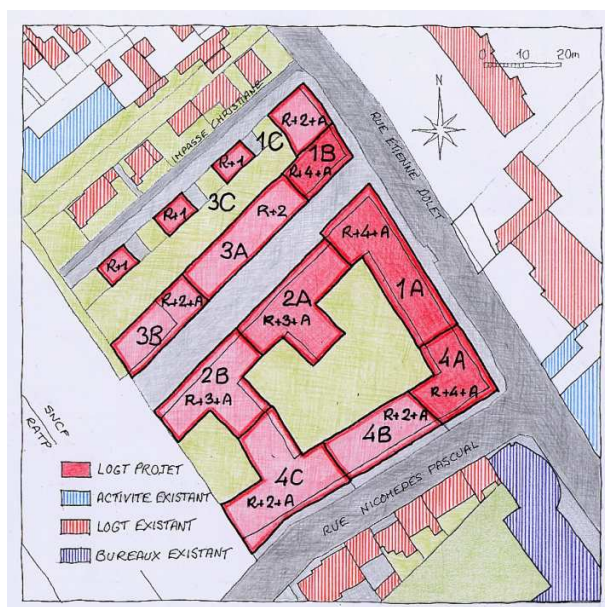 0 10 20m
N
IMPASSE CHRISTIANE
RUE ETIENNE DOLET
R+2+A
1C
1B
R+4+A
R+1
3C
R+2
R+1
3A
R+1
R+2+A
3B
R+4+A
1A
2A
R+3+A
4A
R+4+A
2B
R+3+A
R+2+A
4B
4C
R+2+A
SNCF
RATP
RUE NICOMEDES PASCUAL
LOGT PROJET
ACTIVITE EXISTANT
LOGT EXISTANT
BUREAUX EXISTANT